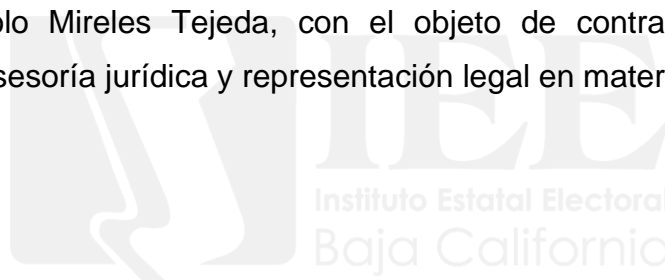 olo Mireles Tejeda, con el objeto de contra
sesoría jurídica y representación legal en mater
IEE
Instituto Estatal Electoral
Baja California